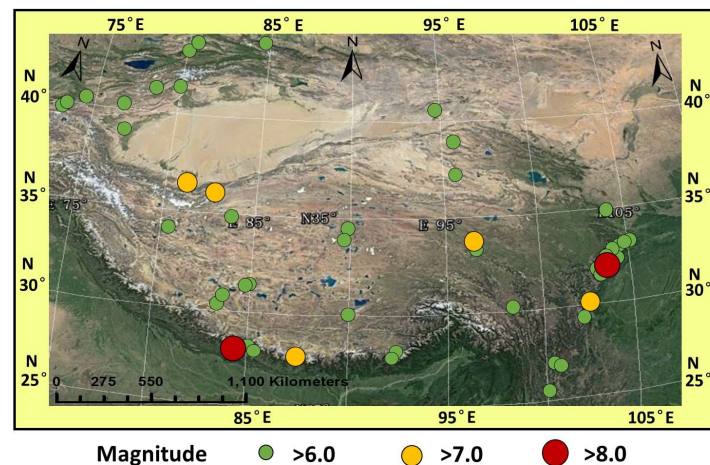 75°E 85°E 95°E 105°E
N N N
N 40° N 40°
N 35° N 35°
E 75° E 85° N35° E 95° E105°
N 30° N 30°
N 25° N 25°
0 275 550 1,100 Kilometers
85°E 95°E 105°E
Magnitude >6.0 >7.0 >8.0